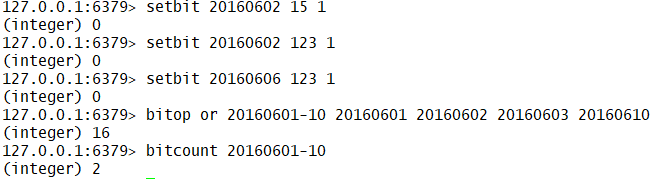 127.0.0.1:6379> setbit 20160602 15 1
(integer) 0
127.0.0.1:6379> setbit 20160602 123 1
(integer) 0
127.0.0.1:6379> setbit 20160606 123 1
(integer) 0
127.0.0.1:6379> bitop or 20160601-10 20160601 20160602 20160603 20160610
(integer) 16
127.0.0.1:6379> bitcount 20160601-10
(integer) 2